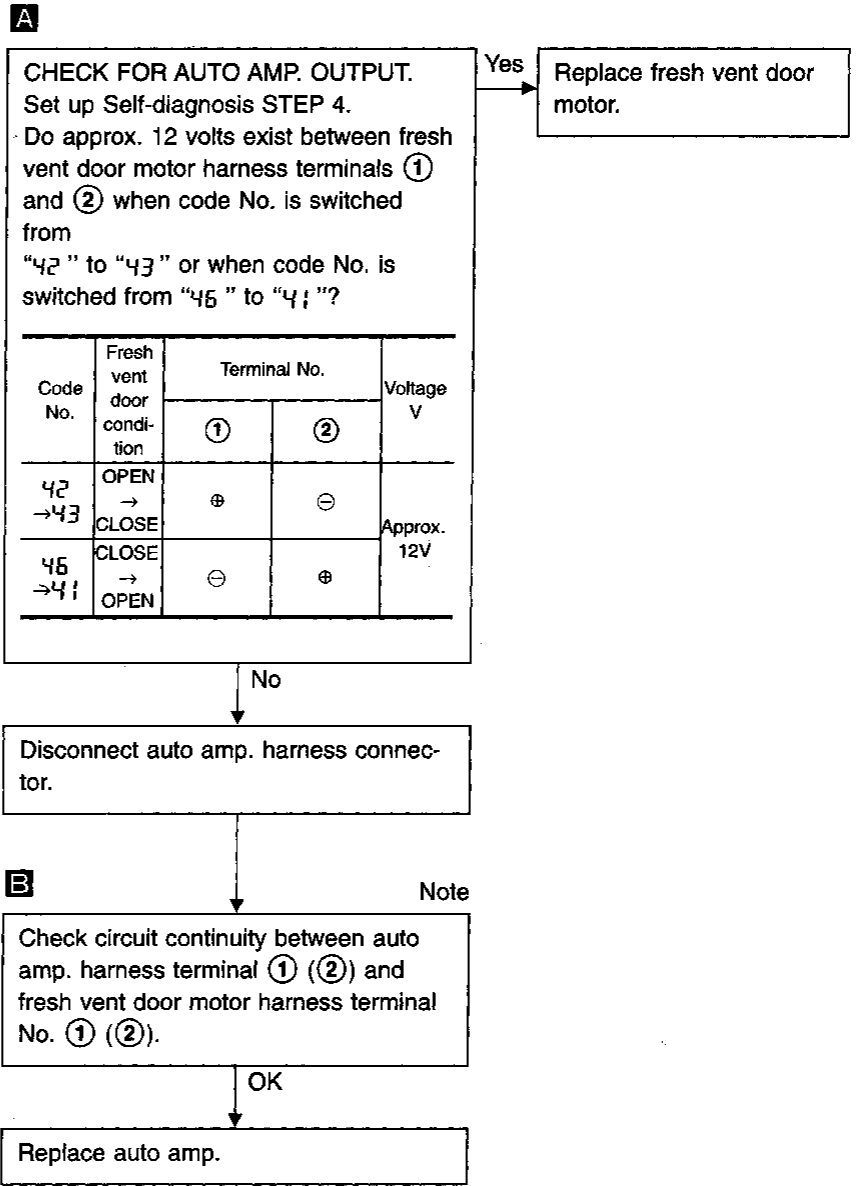 A
CHECK FOR AUTO AMP. OUTPUT.
Set up Self-diagnosis STEP 4.
Do approx. 12 volts exist between fresh
vent door motor harness terminals ①
and ② when code No. is switched
from
“42” to “43” or when code No. is
switched from “46” to “41”?
Yes
Replace fresh vent door
motor.
Code
No.
Fresh
vent
door
condi-
tion
Terminal No.
① ②
Voltage
V
42
→43
OPEN
→
CLOSE
⊕ ⊖
Approx.
12V
46
→41
CLOSE
→
OPEN
⊖ ⊕
No
Disconnect auto amp. harness connec-
tor.
B
Note
Check circuit continuity between auto
amp. harness terminal ① (②) and
fresh vent door motor harness terminal
No. ① (②).
OK
Replace auto amp.